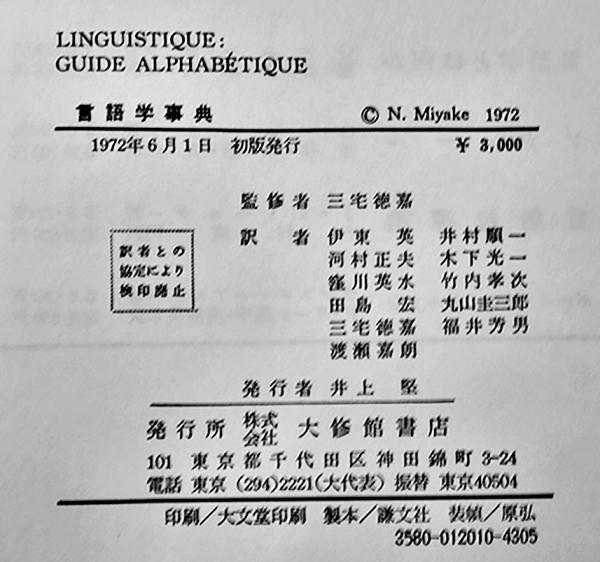 LINGUISTIQUE:
GUIDE ALPHABÉTIQUE
言語学事典 © N. Miyake 1972
1972年6月1日 初版発行 ¥ 3,000
監修者 三宅徳嘉
訳者 伊東英 井村順一
河村正夫 木下光一
窪川英水 竹内孝次
田島宏 丸山圭三郎
三宅徳嘉 福井芳男
渡瀬嘉朗
訳者との
協定により
検印廃止
発行者 井上堅
発行所 株式会社 大修館書店
101 東京都千代田区神田錦町 3-24
電話 東京 (294)2221(大代表) 振替 東京40504
印刷/大文堂印刷 製本/謙文社 装幀/原弘
3580-012010-4305